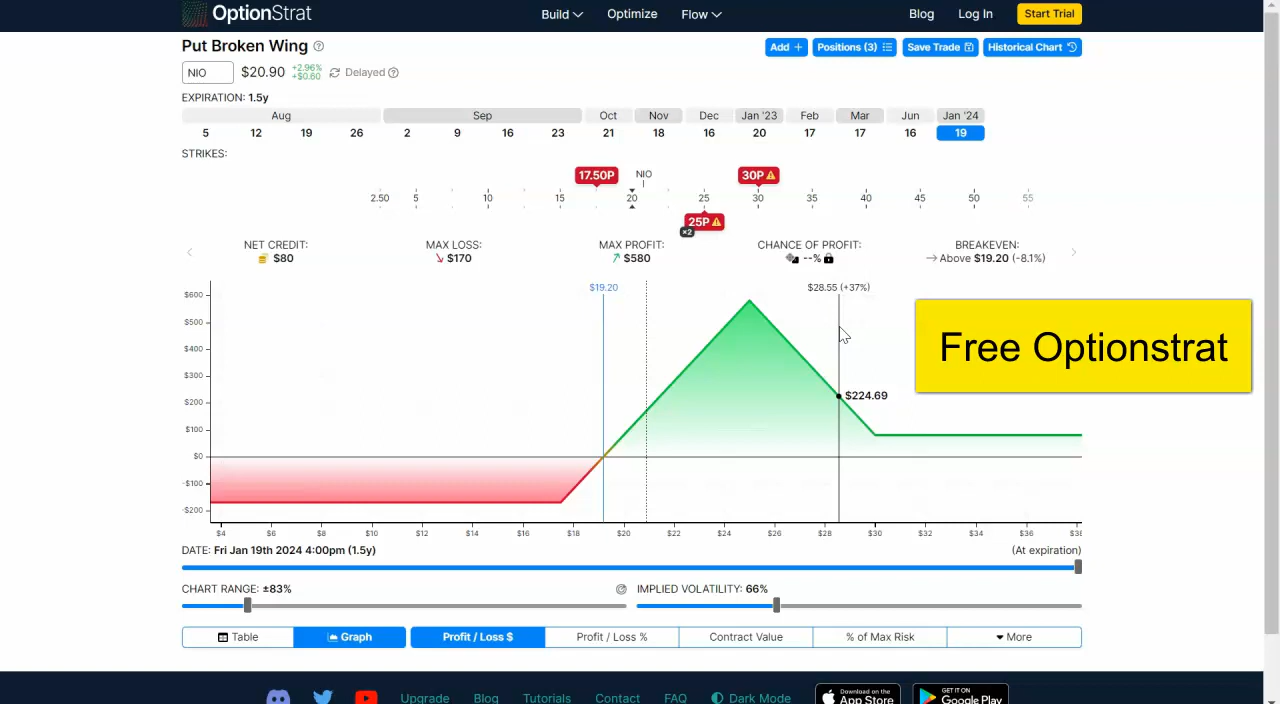 OptionStrat
Build Optimize Flow
Blog Log In Start Trial
Put Broken Wing
Add + Positions (3) Save Trade Historical Chart
NIO $20.90 +2.96% +$0.60 Delayed
EXPIRATION: 1.5y
Aug Sep Oct Nov Dec Jan '23 Feb Mar Jun Jan '24
5 12 19 26 2 9 16 23 21 18 16 20 17 17 16 19
STRIKES:
17.50P NIO 30P
2.50 5 10 15 20 25 30 35 40 45 50 55
25P
×2
NET CREDIT: MAX LOSS: MAX PROFIT: CHANCE OF PROFIT: BREAKEVEN:
$80 $170 $580 --% Above $19.20 (-8.1%)
$19.20 $28.55 (+37%)
$600
$500
$400
$300
$200
$100
$0
-$100
-$200
$224.69
Free Optionstrat
$4 $6 $8 $10 $12 $14 $16 $18 $20 $22 $24 $26 $28 $30 $32 $34 $36 $38
DATE: Fri Jan 19th 2024 4:00pm (1.5y) (At expiration)
CHART RANGE: ±83% IMPLIED VOLATILITY: 66%
Table Graph Profit / Loss $ Profit / Loss % Contract Value % of Max Risk More
Upgrade Blog Tutorials Contact FAQ Dark Mode
Download on the
App Store
GET IT ON
Google Play